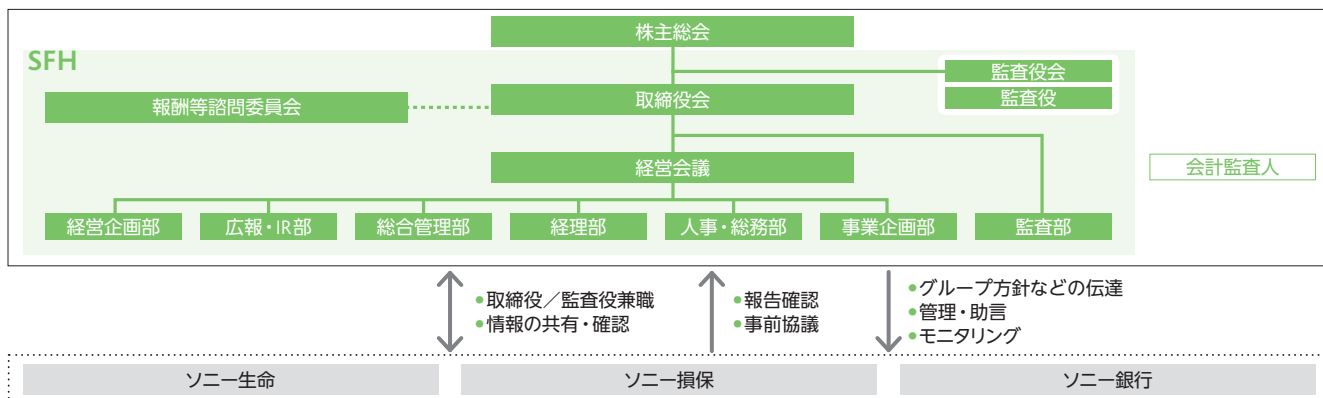 株主総会
SFH
監査役会
報酬等諮問委員会
取締役会
監査役
経営会議
会計監査人
経営企画部
広報・IR部
総合管理部
経理部
人事・総務部
事業企画部
監査部
●取締役／監査役兼職
●情報の共有・確認
●報告確認
●事前協議
●グループ方針などの伝達
●管理・助言
●モニタリング
ソニー生命
ソニー損保
ソニー銀行